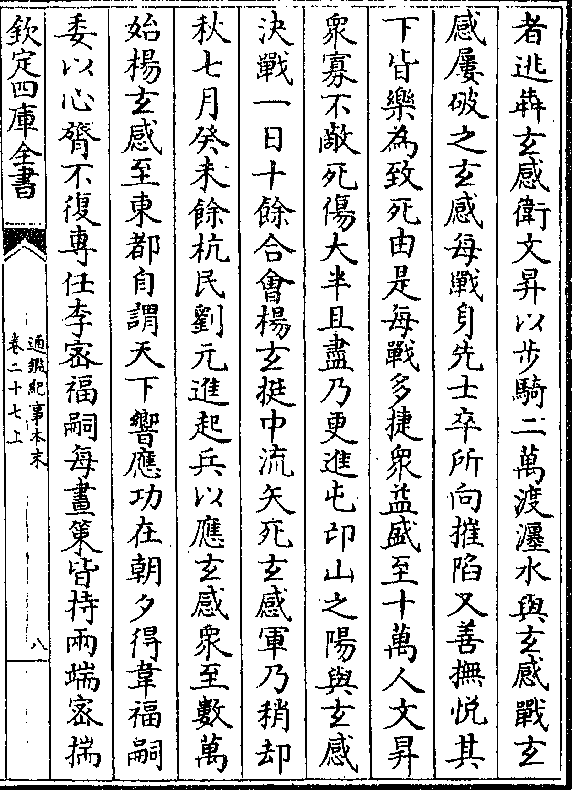 者逃犇玄感衛文昇以步騎二萬渡瀍水與玄感戰玄
感屢破之玄感每戰身先士卒所向摧陷又善撫悅其
下皆樂為致死由是每戰多捷衆益盛至十萬人文昇
衆寡不敵死傷大半且盡乃更進屯邙山之陽與玄感
決戰一日十餘合會楊玄挺中流矢死玄感軍乃稍却
秋七月癸未餘杭民劉元進起兵以應玄感衆至數萬
始楊玄感至東都自謂天下響應功在朝夕得韋福嗣
委以心膂不復專任李密福嗣每畫策皆持兩端密揣
欽定四庫全書
通鑑紀事本末
卷二十七上
八